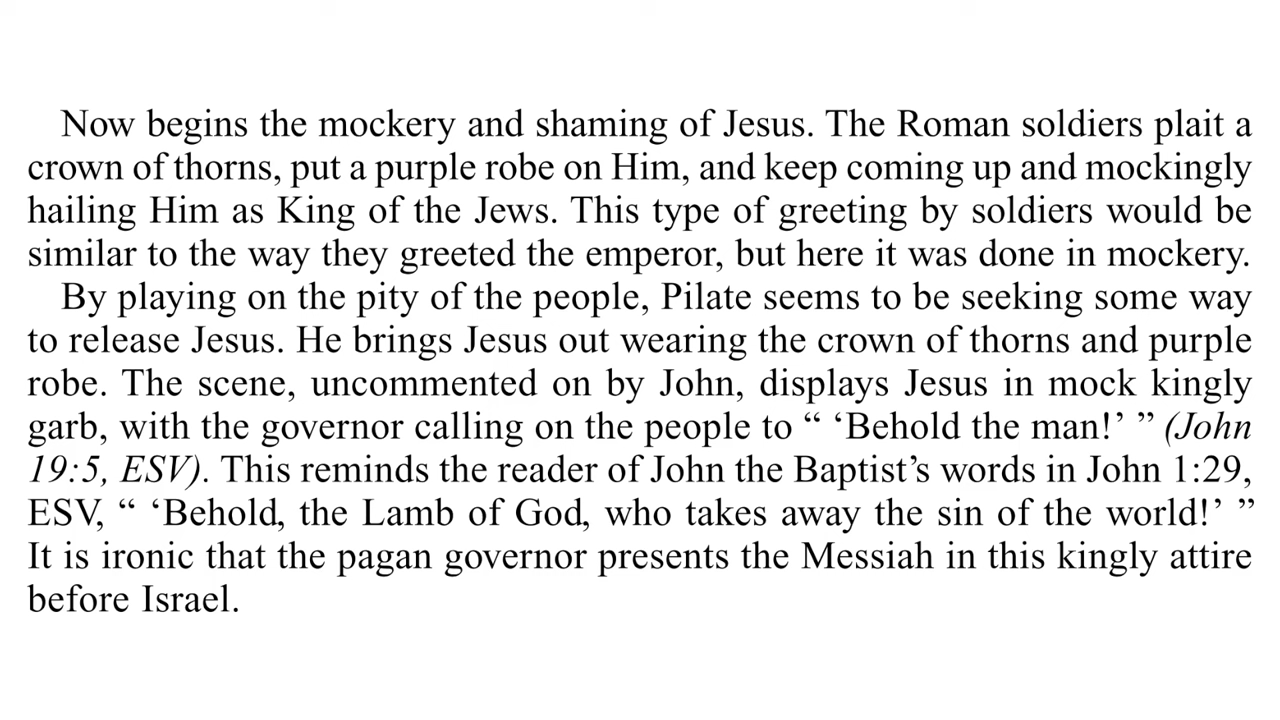 Now begins the mockery and shaming of Jesus. The Roman soldiers plait a
crown of thorns, put a purple robe on Him, and keep coming up and mockingly
hailing Him as King of the Jews. This type of greeting by soldiers would be
similar to the way they greeted the emperor, but here it was done in mockery.
By playing on the pity of the people, Pilate seems to be seeking some way
to release Jesus. He brings Jesus out wearing the crown of thorns and purple
robe. The scene, uncommented on by John, displays Jesus in mock kingly
garb, with the governor calling on the people to “ ‘Behold the man!’ ” (John
19:5, ESV). This reminds the reader of John the Baptist’s words in John 1:29,
ESV, “ ‘Behold, the Lamb of God, who takes away the sin of the world!’ ”
It is ironic that the pagan governor presents the Messiah in this kingly attire
before Israel.